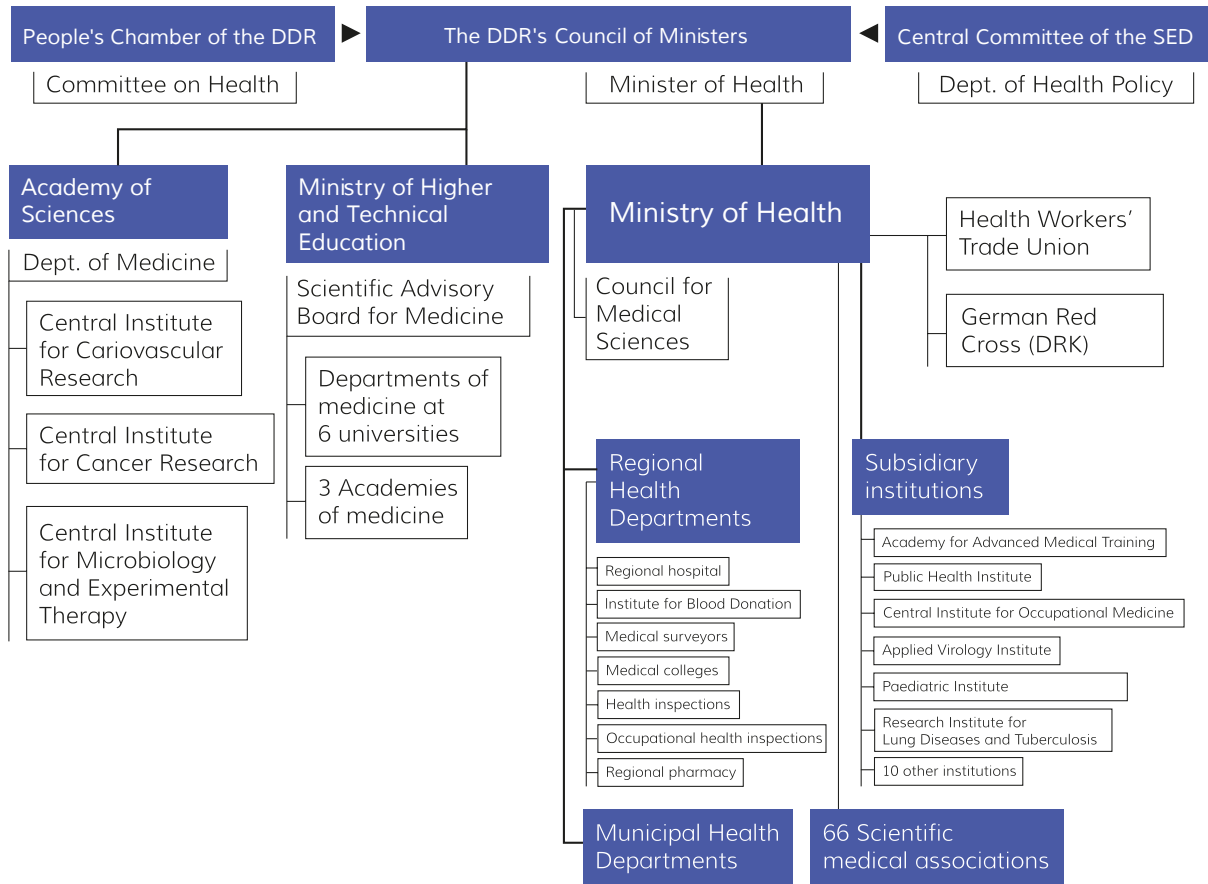 People's Chamber of the DDR
The DDR's Council of Ministers
Central Committee of the SED
Committee on Health
Minister of Health
Dept. of Health Policy
Academy of
Sciences
Dept. of Medicine
Central Institute
for Cariovascular
Research
Central Institute
for Cancer Research
Central Institute
for Microbiology
and Experimental
Therapy
Ministry of Higher
and Technical
Education
Scientific Advisory
Board for Medicine
Departments of
medicine at
6 universities
3 Academies
of medicine
Ministry of Health
Council for
Medical
Sciences
Health Workers’
Trade Union
German Red
Cross (DRK)
Regional
Health
Departments
Regional hospital
Institute for Blood Donation
Medical surveyors
Medical colleges
Health inspections
Occupational health inspections
Regional pharmacy
Subsidiary
institutions
Academy for Advanced Medical Training
Public Health Institute
Central Institute for Occupational Medicine
Applied Virology Institute
Paediatric Institute
Research Institute for
Lung Diseases and Tuberculosis
10 other institutions
Municipal Health
Departments
66 Scientific
medical associations